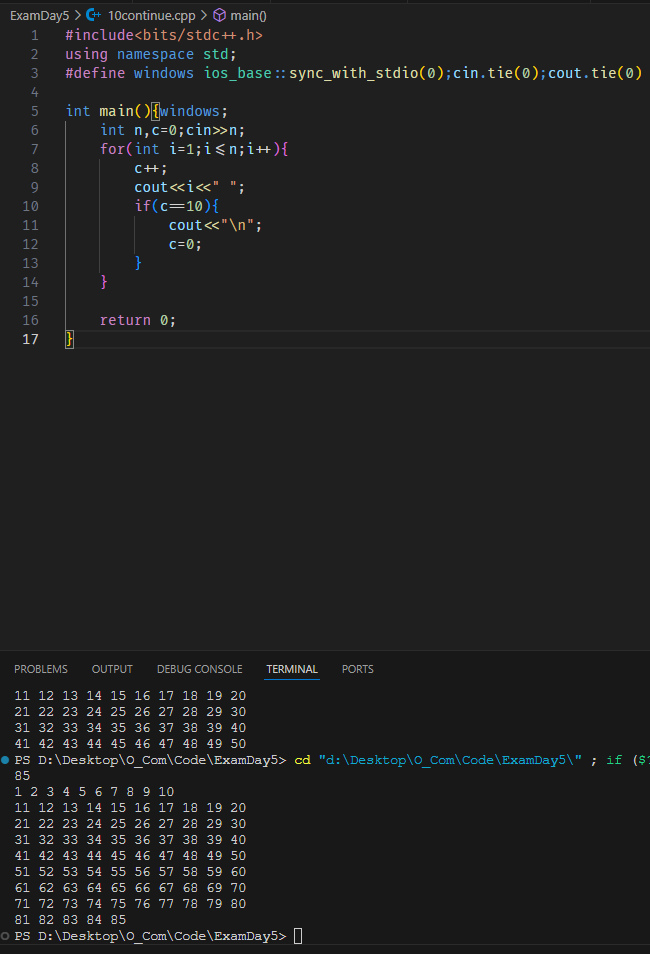 ExamDay5 > 10continue.cpp > main()
1 #include<bits/stdc++.h>
2 using namespace std;
3 #define windows ios_base::sync_with_stdio(0);cin.tie(0);cout.tie(0)
4
5 int main(){windows;
6     int n,c=0;cin>>n;
7     for(int i=1;i<=n;i++){
8         c++;
9         cout<<i<<" ";
10         if(c==10){
11             cout<<"\n";
12             c=0;
13         }
14     }
15
16     return 0;
17 }
PROBLEMS OUTPUT DEBUG CONSOLE TERMINAL PORTS
11 12 13 14 15 16 17 18 19 20
21 22 23 24 25 26 27 28 29 30
31 32 33 34 35 36 37 38 39 40
41 42 43 44 45 46 47 48 49 50
PS D:\Desktop\O_Com\Code\ExamDay5> cd "d:\Desktop\O_Com\Code\ExamDay5\" ; if ($?
85
1 2 3 4 5 6 7 8 9 10
11 12 13 14 15 16 17 18 19 20
21 22 23 24 25 26 27 28 29 30
31 32 33 34 35 36 37 38 39 40
41 42 43 44 45 46 47 48 49 50
51 52 53 54 55 56 57 58 59 60
61 62 63 64 65 66 67 68 69 70
71 72 73 74 75 76 77 78 79 80
81 82 83 84 85
PS D:\Desktop\O_Com\Code\ExamDay5>